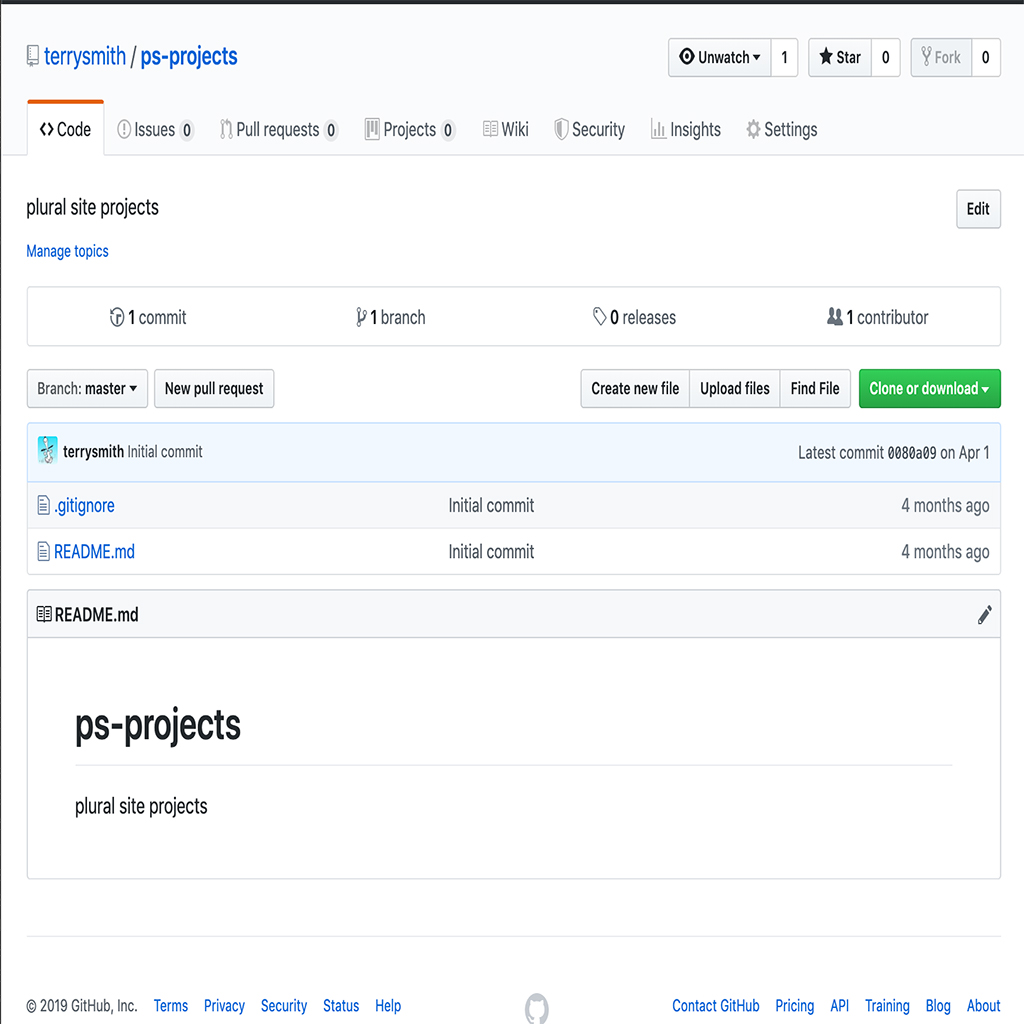 terrysmith / ps-projects
Unwatch 1 Star 0 Fork 0
Code Issues 0 Pull requests 0 Projects 0 Wiki Security Insights Settings
plural site projects
Edit
Manage topics
1 commit 1 branch 0 releases 1 contributor
Branch: master New pull request Create new file Upload files Find File Clone or download
terrysmith Initial commit Latest commit 0080a09 on Apr 1
.gitignore Initial commit 4 months ago
README.md Initial commit 4 months ago
README.md
ps-projects
plural site projects
© 2019 GitHub, Inc. Terms Privacy Security Status Help Contact GitHub Pricing API Training Blog About